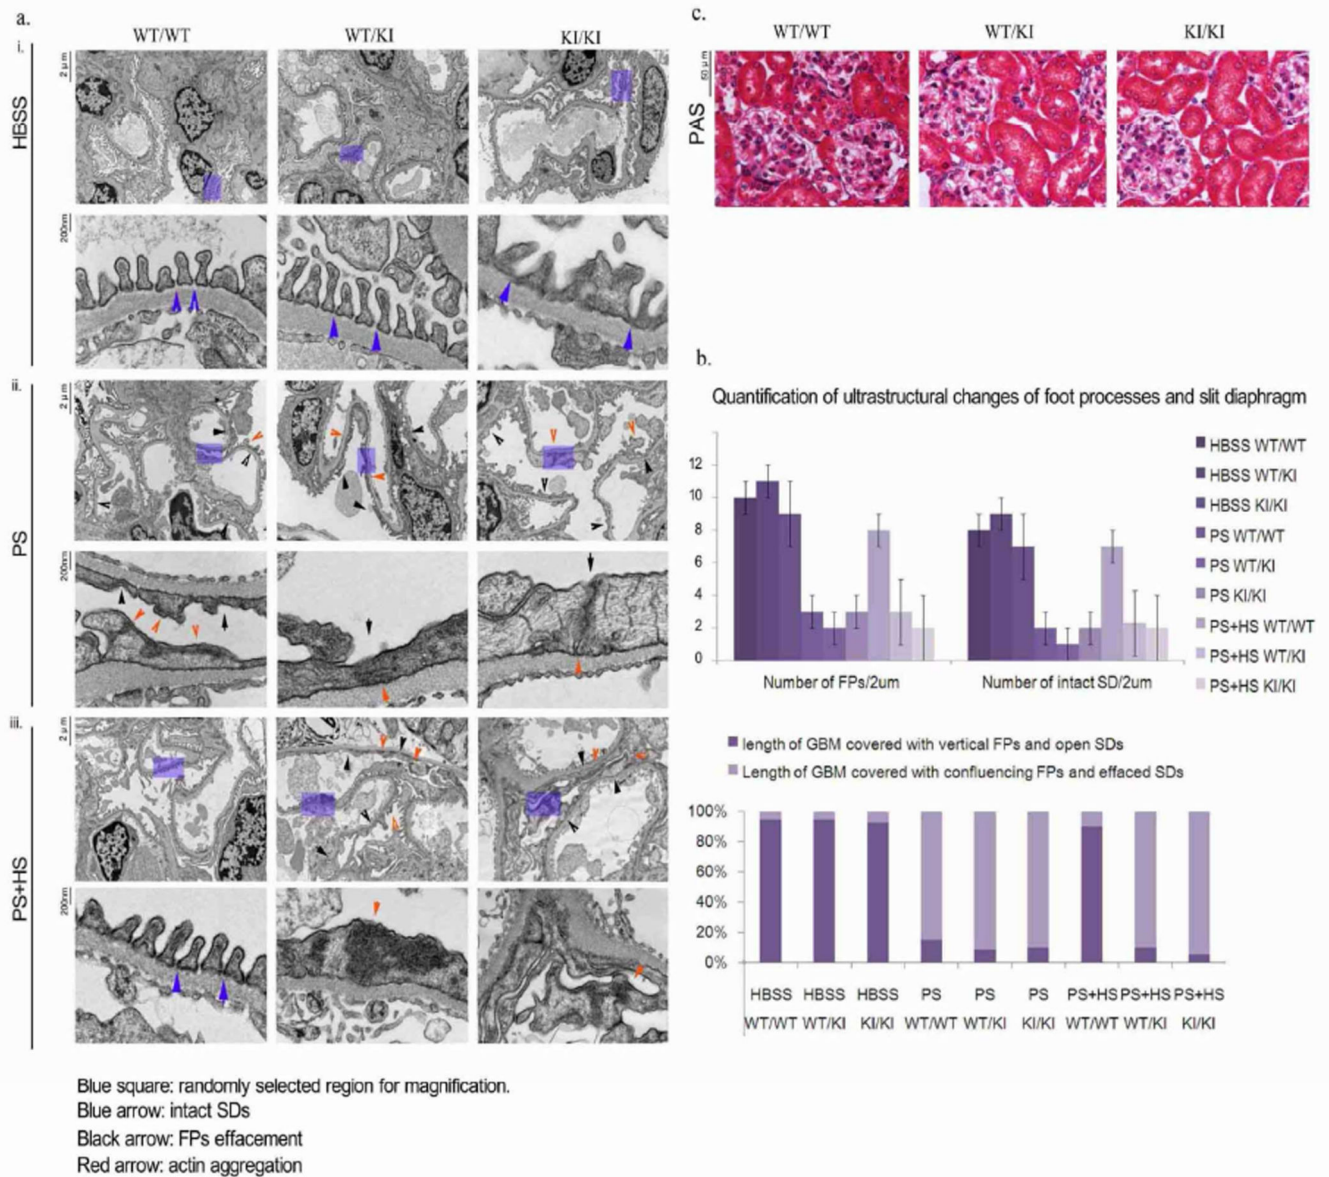 a.
WT/WT WT/KI KI/KI
i.
HBSS
2 μm
200nm
ii.
PS
2 μm
200nm
iii.
PS+HS
2 μm
200nm
Blue square: randomly selected region for magnification.
Blue arrow: intact SDs
Black arrow: FPs effacement
Red arrow: actin aggregation
c.
WT/WT WT/KI KI/KI
PAS
50 μm
b.
Quantification of ultrastructural changes of foot processes and slit diaphragm
12
10
8
6
4
2
0
Number of FPs/2um
Number of intact SD/2um
HBSS WT/WT
HBSS WT/KI
HBSS KI/KI
PS WT/WT
PS WT/KI
PS KI/KI
PS+HS WT/WT
PS+HS WT/KI
PS+HS KI/KI
length of GBM covered with vertical FPs and open SDs
Length of GBM covered with confluencing FPs and effaced SDs
100%
80%
60%
40%
20%
0%
HBSS HBSS HBSS PS PS PS PS+HS PS+HS PS+HS
WT/WT WT/KI KI/KI WT/WT WT/KI KI/KI WT/WT WT/KI KI/KI